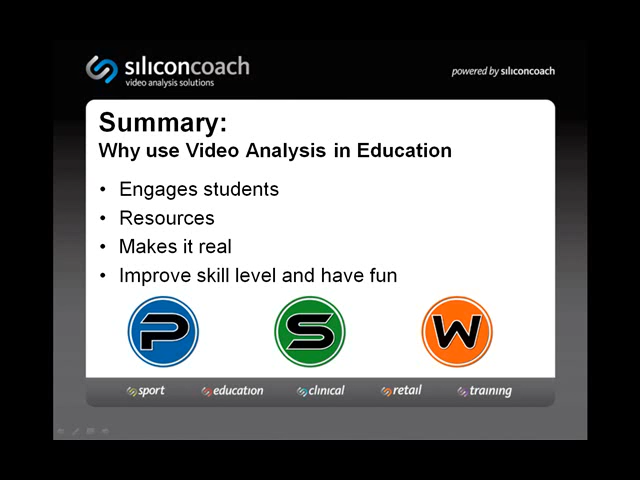 siliconcoach
video analysis solutions
powered by siliconcoach
Summary:
Why use Video Analysis in Education
• Engages students
• Resources
• Makes it real
• Improve skill level and have fun
P S W
sport education clinical retail training